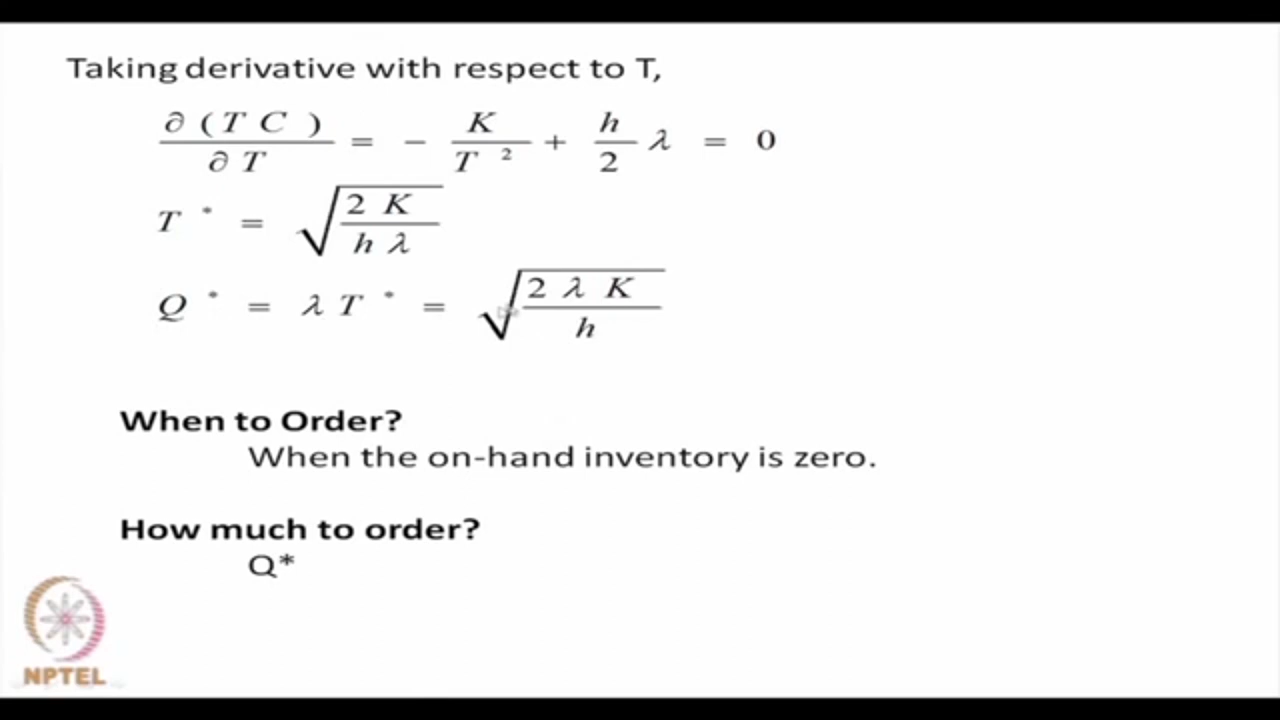 Taking derivative with respect to T,
∂(TC)/∂T = − K/T² + h/2 λ = 0
T* = √(2K/hλ)
Q* = λT* = √(2λK/h)
When to Order?
When the on-hand inventory is zero.
How much to order?
Q*
NPTEL